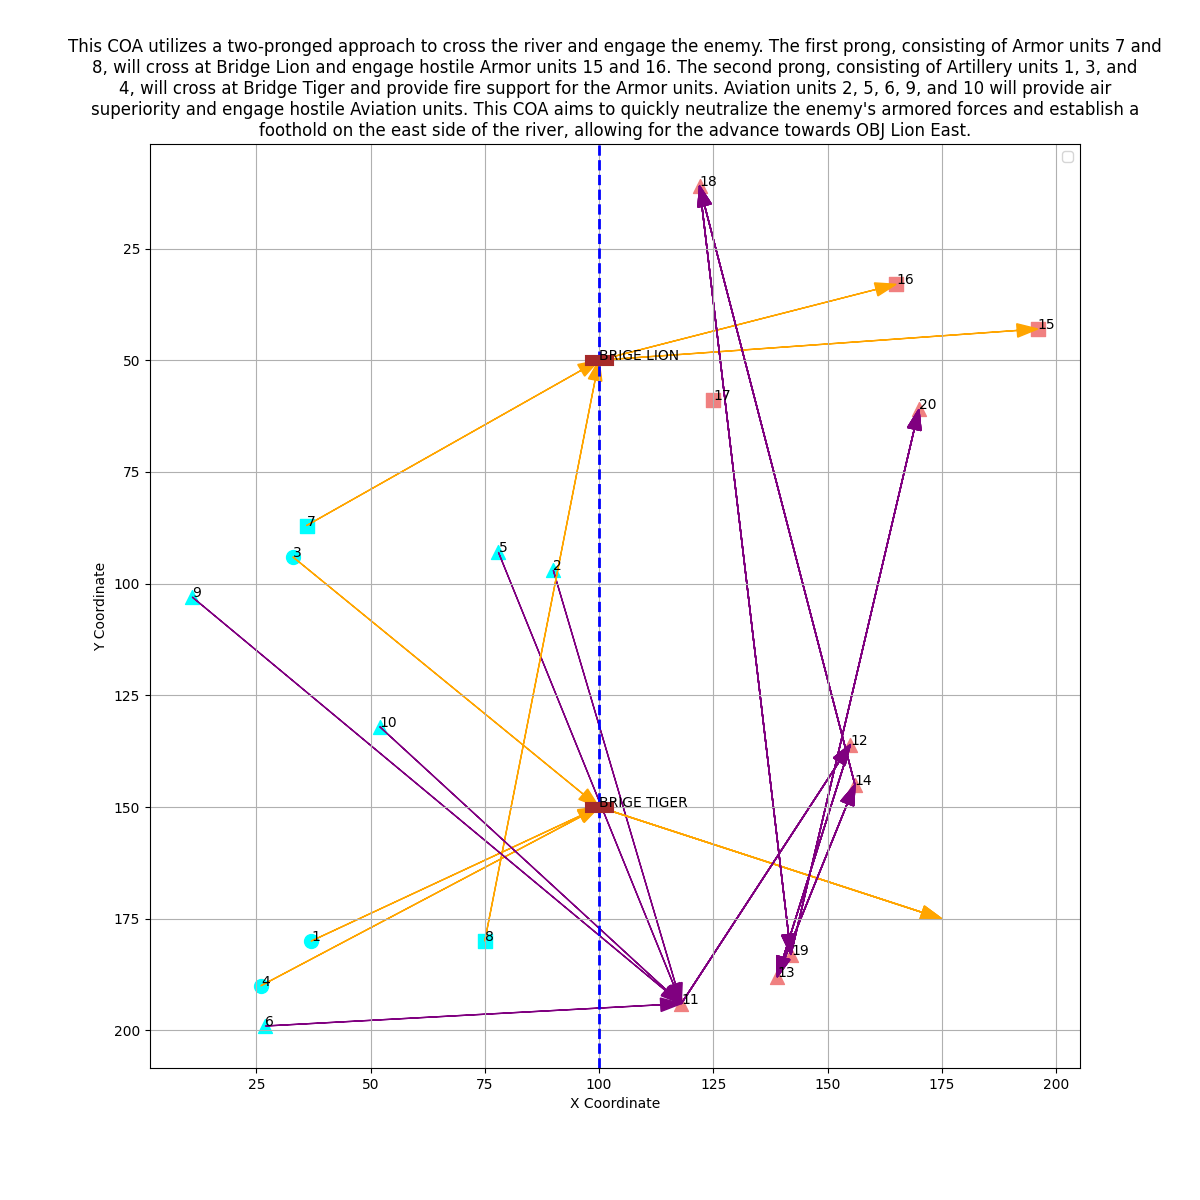 This COA utilizes a two-pronged approach to cross the river and engage the enemy. The first prong, consisting of Armor units 7 and
8, will cross at Bridge Lion and engage hostile Armor units 15 and 16. The second prong, consisting of Artillery units 1, 3, and
4, will cross at Bridge Tiger and provide fire support for the Armor units. Aviation units 2, 5, 6, 9, and 10 will provide air
superiority and engage hostile Aviation units. This COA aims to quickly neutralize the enemy's armored forces and establish a
foothold on the east side of the river, allowing for the advance towards OBJ Lion East.
18
25
16
15
50
BRIGE LION
17
20
75
7
3
5
2
100
9
125
10
12
14
150
BRIGE TIGER
175
1
8
19
13
4
11
6
200
Y Coordinate
25 50 75 100 125 150 175 200
X Coordinate